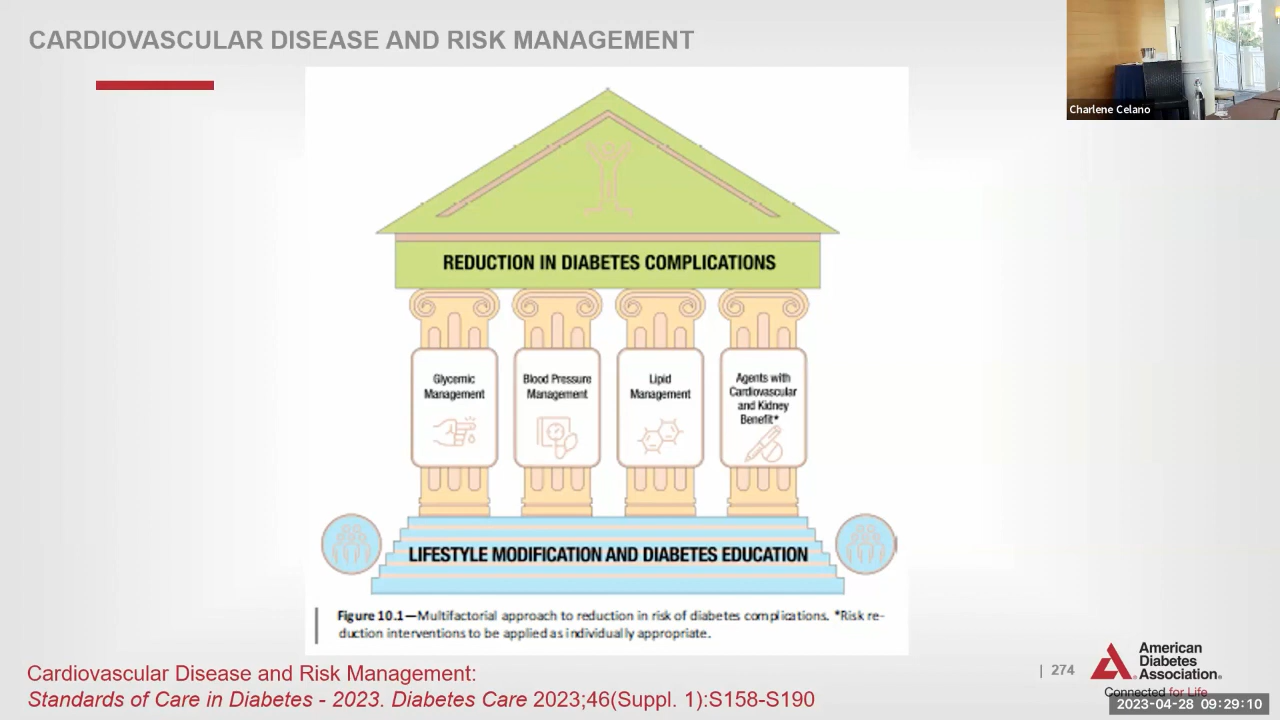 CARDIOVASCULAR DISEASE AND RISK MANAGEMENT
Charlene Celano
REDUCTION IN DIABETES COMPLICATIONS
Glycemic
Management
Blood Pressure
Management
Lipid
Management
Agents with
Cardiovascular
and Kidney
Benefit*
LIFESTYLE MODIFICATION AND DIABETES EDUCATION
Figure 10.1—Multifactorial approach to reduction in risk of diabetes complications. *Risk re-
duction interventions to be applied as individually appropriate.
Cardiovascular Disease and Risk Management:
Standards of Care in Diabetes - 2023. Diabetes Care 2023;46(Suppl. 1):S158-S190
| 274
American
Diabetes
Association®
Connected for Life
2023-04-28 09:29:10